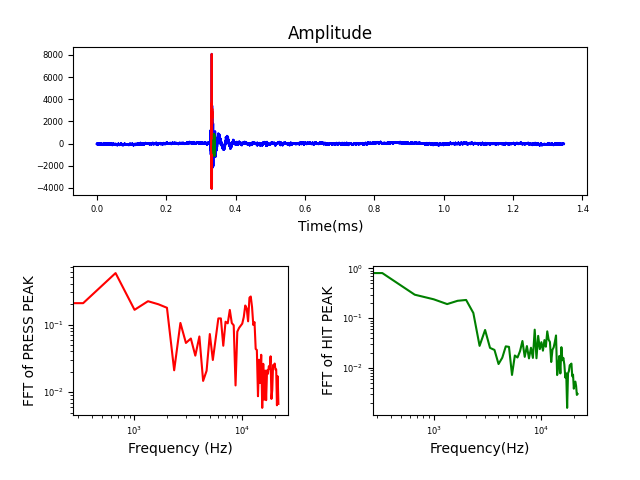 Amplitude
8000
6000
4000
2000
0
−2000
−4000
0.0 0.2 0.4 0.6 0.8 1.0 1.2 1.4
Time(ms)
FFT of PRESS PEAK
10⁻¹
10⁻²
10³ 10⁴
Frequency (Hz)
FFT of HIT PEAK
10⁰
10⁻¹
10⁻²
10³ 10⁴
Frequency(Hz)